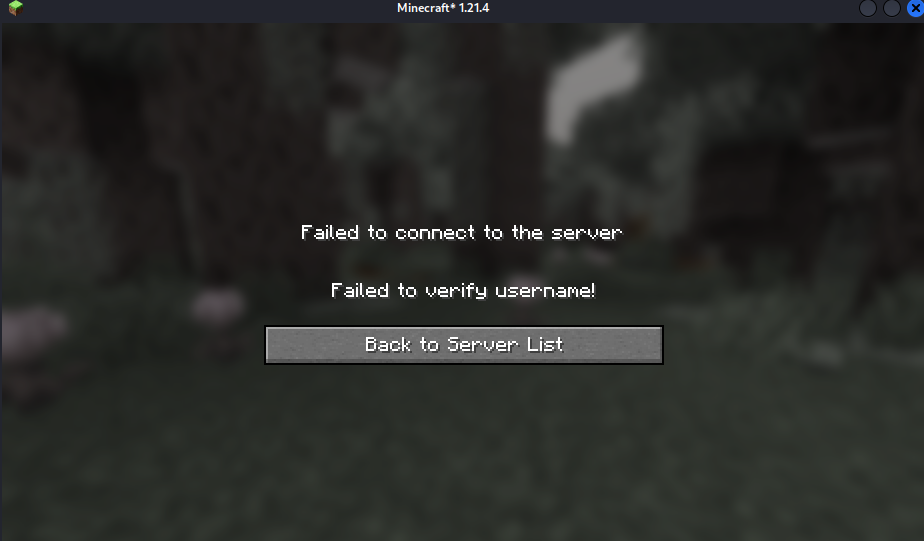 Minecraft* 1.21.4
Failed to connect to the server
Failed to verify username!
Back to Server List